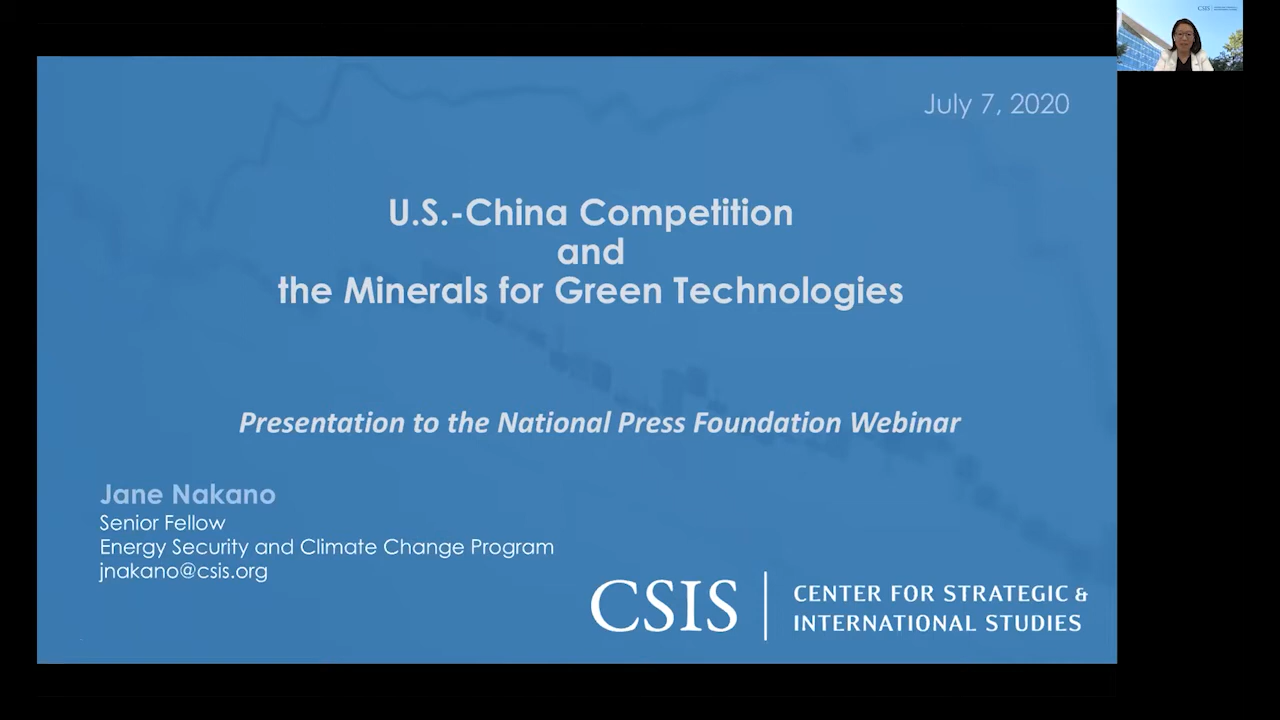 July 7, 2020
U.S.-China Competition
and
the Minerals for Green Technologies
Presentation to the National Press Foundation Webinar
Jane Nakano
Senior Fellow
Energy Security and Climate Change Program
jnakano@csis.org
CSIS
CENTER FOR STRATEGIC &
INTERNATIONAL STUDIES
CSIS